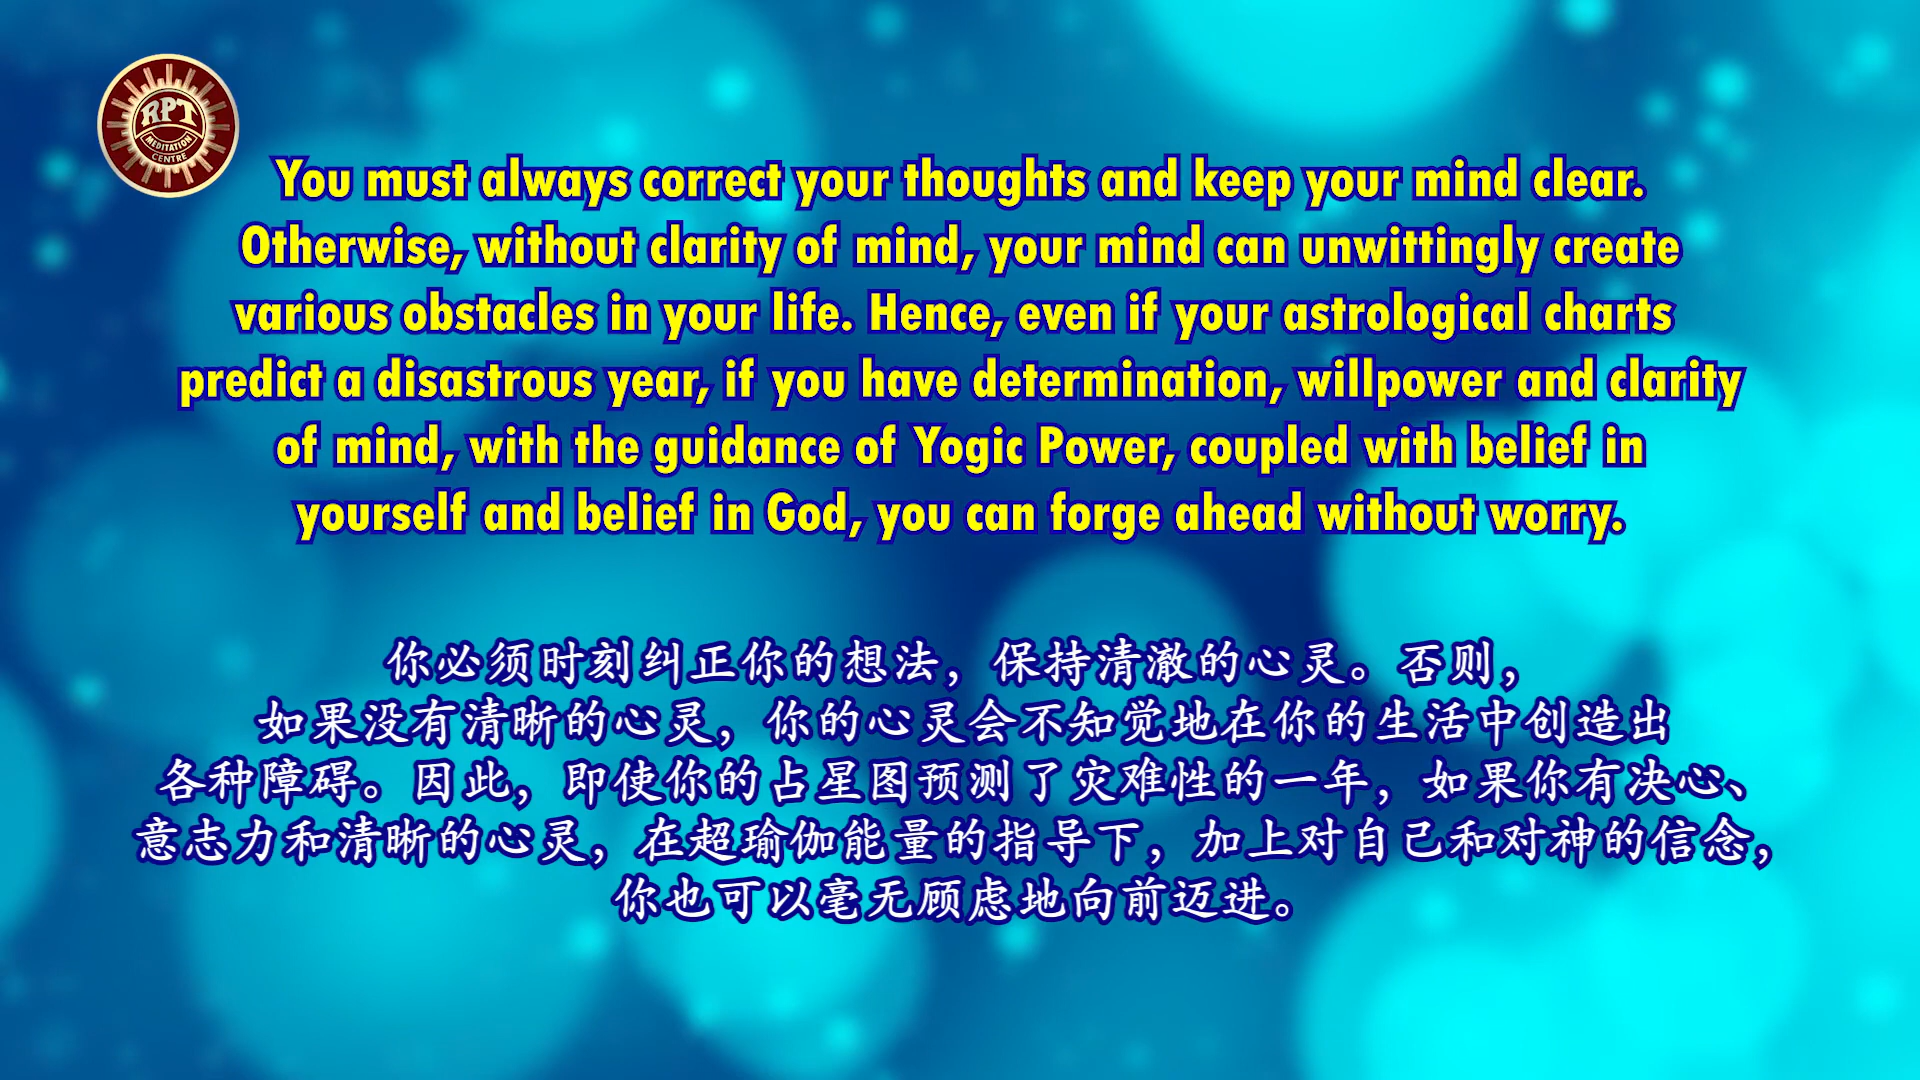 RPT
MEDITATION
CENTRE
You must always correct your thoughts and keep your mind clear.
Otherwise, without clarity of mind, your mind can unwittingly create
various obstacles in your life. Hence, even if your astrological charts
predict a disastrous year, if you have determination, willpower and clarity
of mind, with the guidance of Yogic Power, coupled with belief in
yourself and belief in God, you can forge ahead without worry.
你必须时刻纠正你的想法，保持清澈的心灵。否则，
如果没有清晰的心灵，你的心灵会不知觉地在你的生活中创造出
各种障碍。因此，即使你的占星图预测了灾难性的一年，如果你有决心、
意志力和清晰的心灵，在超瑜伽能量的指导下，加上对自己和对神的信念，
你也可以毫无顾虑地向前迈进。